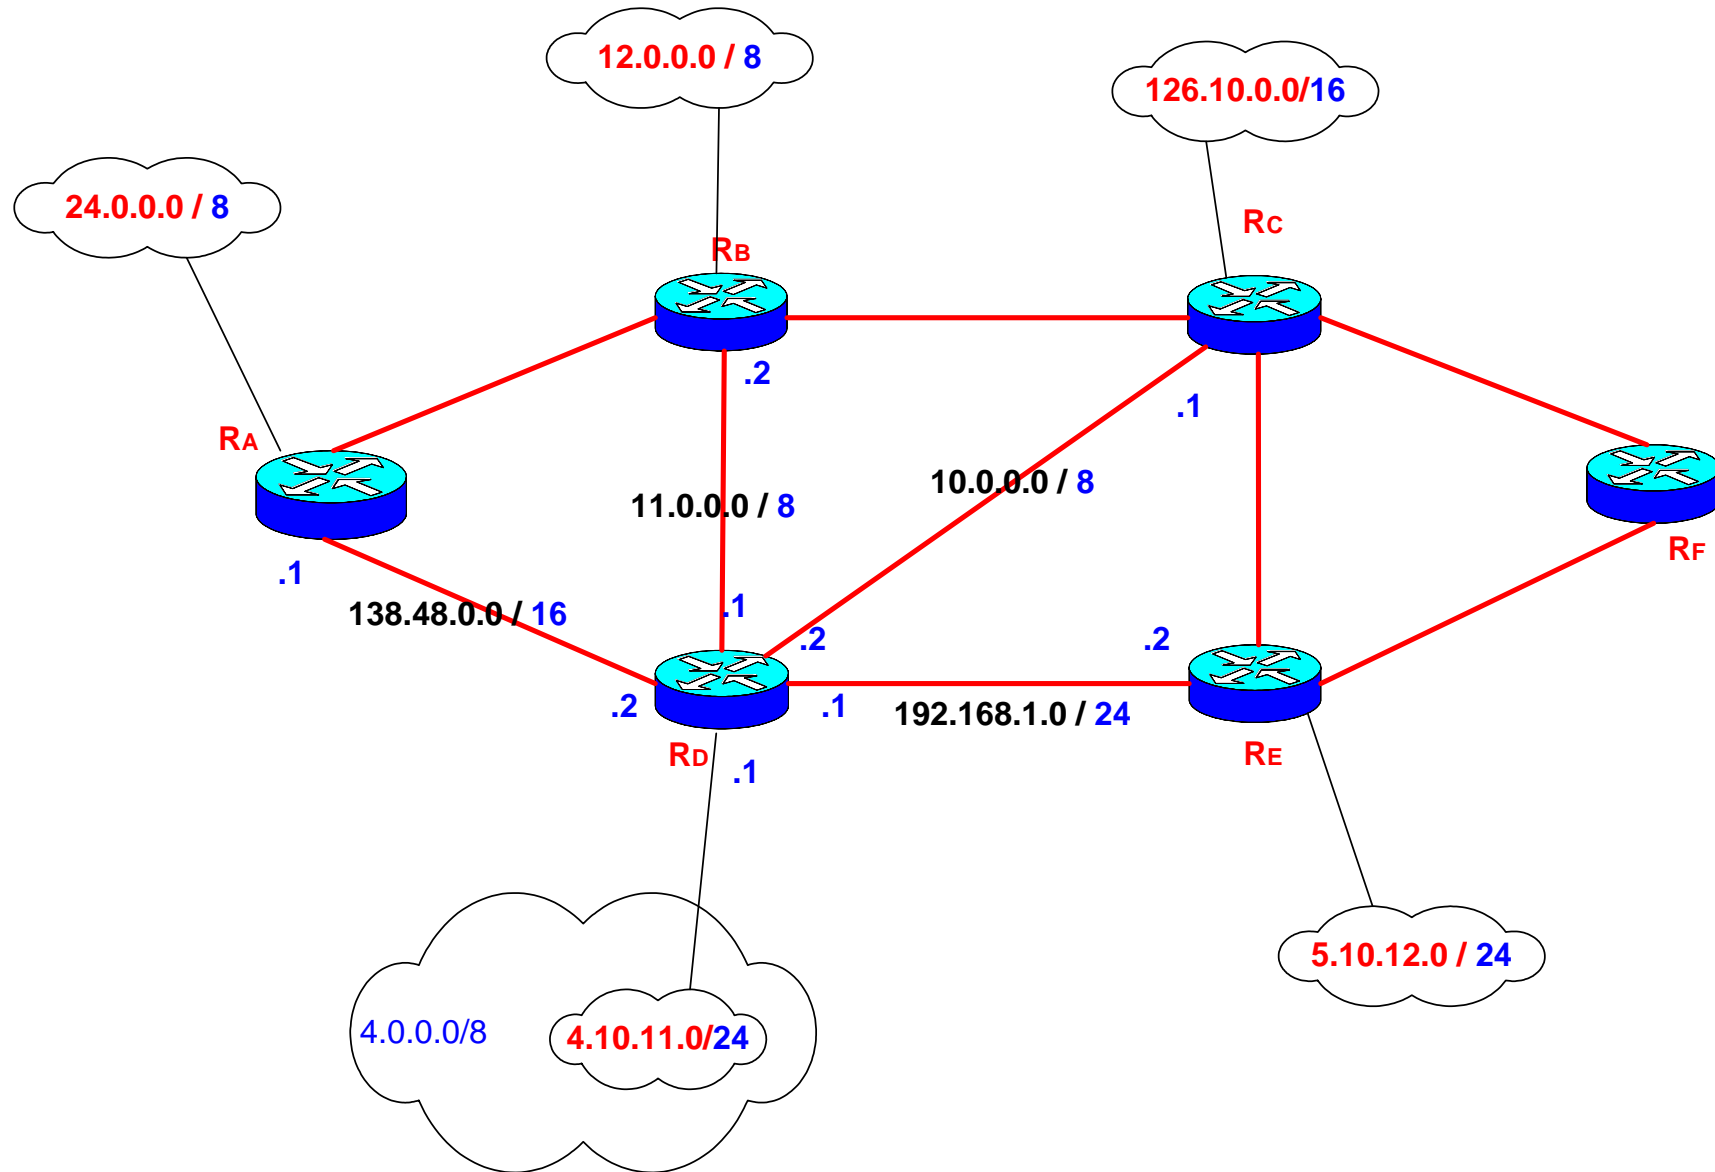 12.0.0.0 / 8
126.10.0.0/16
24.0.0.0 / 8
RC
RB
.2
.1
RA
10.0.0.0 / 8
11.0.0.0 / 8
RF
.1
138.48.0.0 / 16
.1
.2
.2
.2
.1
192.168.1.0 / 24
RD
.1
RE
5.10.12.0 / 24
4.0.0.0/8
4.10.11.0/24